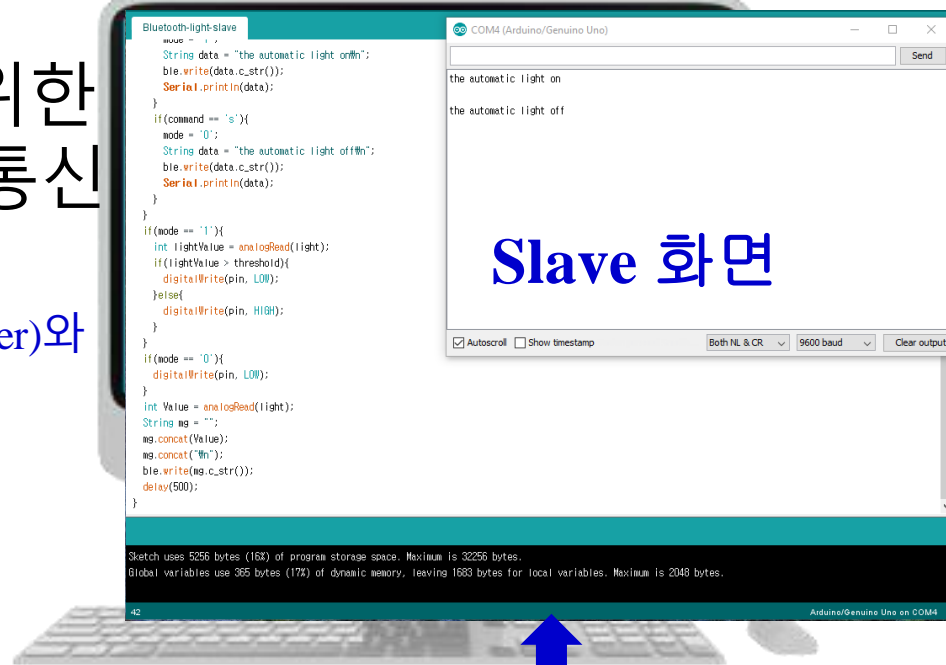 위한
통신
er)와
Bluetooth-light-slave
String data = "the automatic light on₩n";
ble.write(data.c_str());
Serial.println(data);
}
if(command == 's'){
mode = '0';
String data = "the automatic light off₩n";
ble.write(data.c_str());
Serial.println(data);
}
}
if(mode == '1'){
int lightValue = analogRead(light);
if(lightValue > threshold){
digitalWrite(pin, LOW);
}else{
digitalWrite(pin, HIGH);
}
}
if(mode == '0'){
digitalWrite(pin, LOW);
}
int Value = analogRead(light);
String mg = "";
mg.concat(Value);
mg.concat("₩n");
ble.write(mg.c_str());
delay(500);
}
COM4 (Arduino/Genuino Uno)
Send
the automatic light on
the automatic light off
Slave 화면
Autoscroll Show timestamp Both NL & CR 9600 baud Clear output
Sketch uses 5256 bytes (16%) of program storage space. Maximum is 32256 bytes.
Global variables use 365 bytes (17%) of dynamic memory, leaving 1683 bytes for local variables. Maximum is 2048 bytes.
42 Arduino/Genuino Uno on COM4